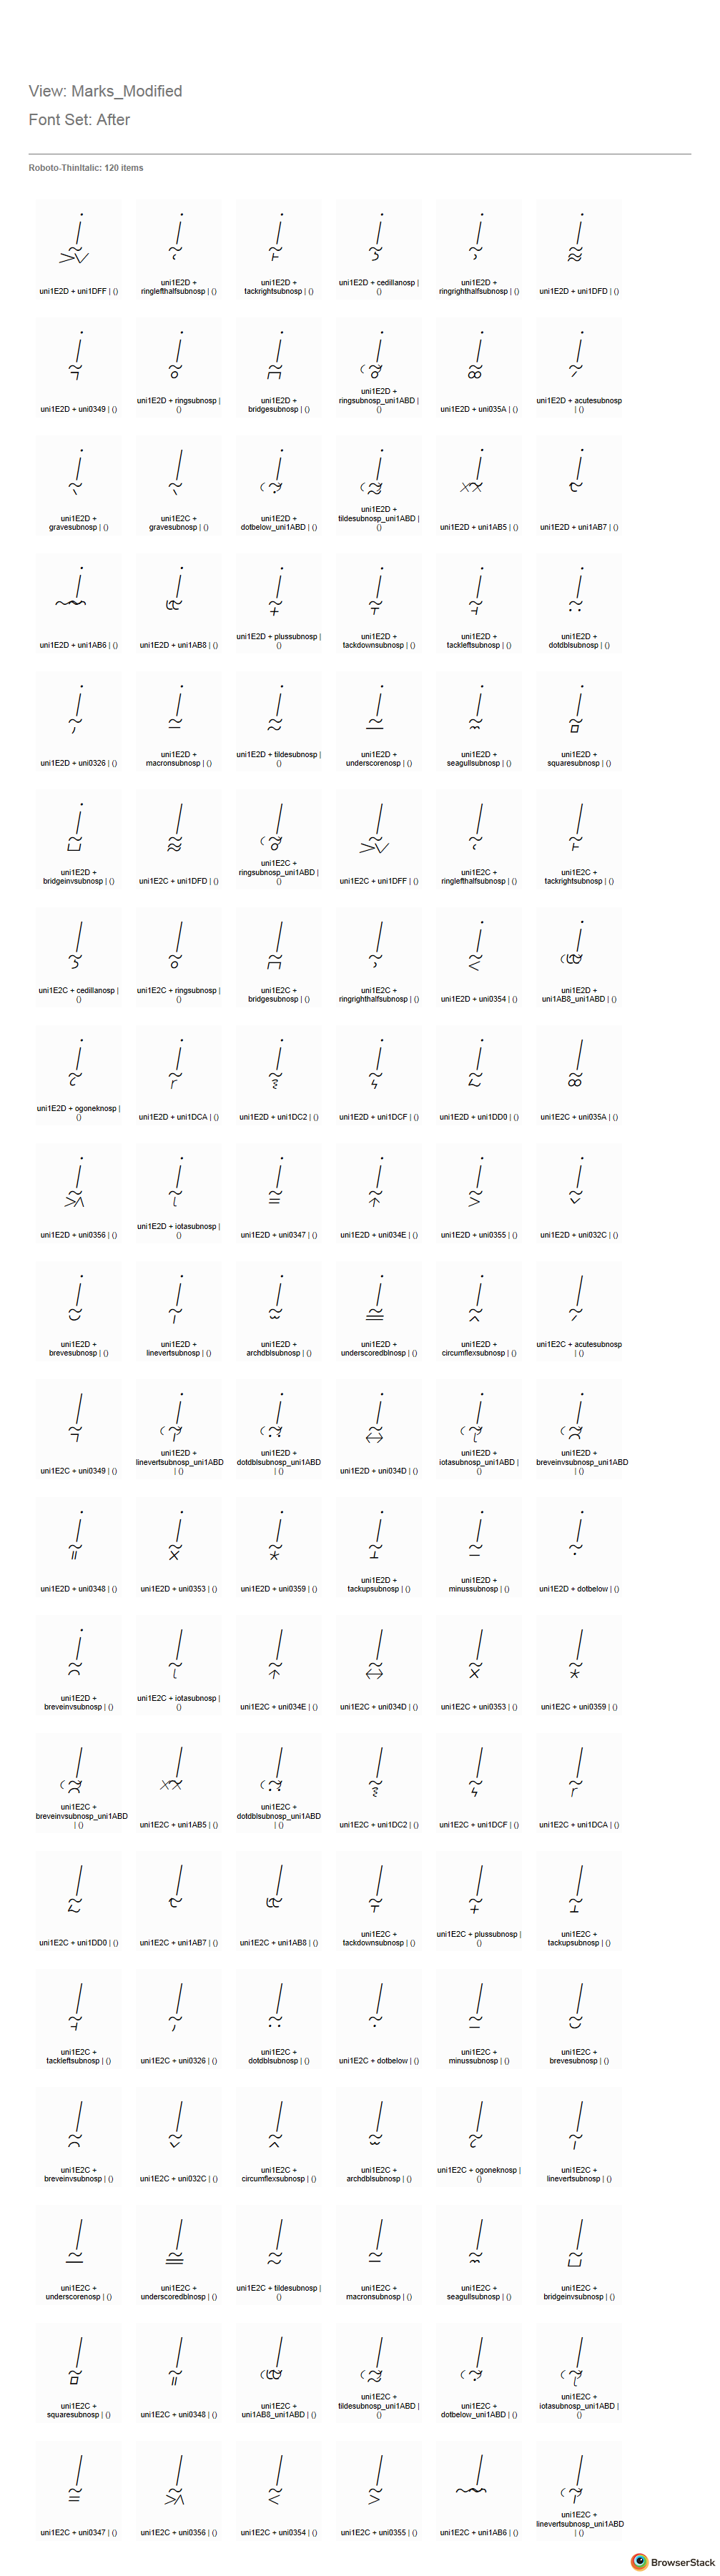 View: Marks_Modified
Font Set: After
Roboto-ThinItalic: 120 items
uni1E2D + uni1DFF | ()
uni1E2D +
ringlefthalfsubnosp | ()
uni1E2D +
tackrightsubnosp | ()
uni1E2D + cedillanosp |
()
uni1E2D +
ringrighthalfsubnosp | ()
uni1E2D + uni1DFD | ()
uni1E2D + uni0349 | ()
uni1E2D + ringsubnosp |
()
uni1E2D +
bridgesubnosp | ()
uni1E2D +
ringsubnosp_uni1ABD |
()
uni1E2D + uni035A | ()
uni1E2D + acutesubnosp
| ()
uni1E2D +
gravesubnosp | ()
uni1E2C +
gravesubnosp | ()
uni1E2D +
dotbelow_uni1ABD | ()
uni1E2D +
tildesubnosp_uni1ABD |
()
uni1E2D + uni1AB5 | ()
uni1E2D + uni1AB7 | ()
uni1E2D + uni1AB6 | ()
uni1E2D + uni1AB8 | ()
uni1E2D + plussubnosp |
()
uni1E2D +
tackdownsubnosp | ()
uni1E2D +
tackleftsubnosp | ()
uni1E2D +
dotdblsubnosp | ()
uni1E2D + uni0326 | ()
uni1E2D +
macronsubnosp | ()
uni1E2D + tildesubnosp |
()
uni1E2D +
underscorenosp | ()
uni1E2D +
seagullsubnosp | ()
uni1E2D +
squaresubnosp | ()
uni1E2D +
bridgeinvsubnosp | ()
uni1E2C + uni1DFD | ()
uni1E2C +
ringsubnosp_uni1ABD |
()
uni1E2C + uni1DFF | ()
uni1E2C +
ringlefthalfsubnosp | ()
uni1E2C +
tackrightsubnosp | ()
uni1E2C + cedillanosp |
()
uni1E2C + ringsubnosp |
()
uni1E2C +
bridgesubnosp | ()
uni1E2C +
ringrighthalfsubnosp | ()
uni1E2D + uni0354 | ()
uni1E2D +
uni1AB8_uni1ABD | ()
uni1E2D + ogoneknosp |
()
uni1E2D + uni1DCA | ()
uni1E2D + uni1DC2 | ()
uni1E2D + uni1DCF | ()
uni1E2D + uni1DD0 | ()
uni1E2C + uni035A | ()
uni1E2D + uni0356 | ()
uni1E2D + iotasubnosp |
()
uni1E2D + uni0347 | ()
uni1E2D + uni034E | ()
uni1E2D + uni0355 | ()
uni1E2D + uni032C | ()
uni1E2D +
brevesubnosp | ()
uni1E2D +
linevertsubnosp | ()
uni1E2D +
archdblsubnosp | ()
uni1E2D +
underscoredblnosp | ()
uni1E2D +
circumflexsubnosp | ()
uni1E2C + acutesubnosp
| ()
uni1E2C + uni0349 | ()
uni1E2D +
linevertsubnosp_uni1ABD
| ()
uni1E2D +
dotdblsubnosp_uni1ABD
| ()
uni1E2D + uni034D | ()
uni1E2D +
iotasubnosp_uni1ABD |
()
uni1E2D +
breveinvsubnosp_uni1ABD
| ()
uni1E2D + uni0348 | ()
uni1E2D + uni0353 | ()
uni1E2D + uni0359 | ()
uni1E2D +
tackupsubnosp | ()
uni1E2D +
minussubnosp | ()
uni1E2D + dotbelow | ()
uni1E2D +
breveinvsubnosp | ()
uni1E2C + iotasubnosp |
()
uni1E2C + uni034E | ()
uni1E2C + uni034D | ()
uni1E2C + uni0353 | ()
uni1E2C + uni0359 | ()
uni1E2C +
breveinvsubnosp_uni1ABD
| ()
uni1E2C + uni1AB5 | ()
uni1E2C +
dotdblsubnosp_uni1ABD
| ()
uni1E2C + uni1DC2 | ()
uni1E2C + uni1DCF | ()
uni1E2C + uni1DCA | ()
uni1E2C + uni1DD0 | ()
uni1E2C + uni1AB7 | ()
uni1E2C + uni1AB8 | ()
uni1E2C +
tackdownsubnosp | ()
uni1E2C + plussubnosp |
()
uni1E2C +
tackupsubnosp | ()
uni1E2C +
tackleftsubnosp | ()
uni1E2C + uni0326 | ()
uni1E2C +
dotdblsubnosp | ()
uni1E2C + dotbelow | ()
uni1E2C +
minussubnosp | ()
uni1E2C +
brevesubnosp | ()
uni1E2C +
breveinvsubnosp | ()
uni1E2C + uni032C | ()
uni1E2C +
circumflexsubnosp | ()
uni1E2C +
archdblsubnosp | ()
uni1E2C + ogoneknosp |
()
uni1E2C +
linevertsubnosp | ()
uni1E2C +
underscorenosp | ()
uni1E2C +
underscoredblnosp | ()
uni1E2C + tildesubnosp |
()
uni1E2C +
macronsubnosp | ()
uni1E2C +
seagullsubnosp | ()
uni1E2C +
bridgeinvsubnosp | ()
uni1E2C +
squaresubnosp | ()
uni1E2C + uni0348 | ()
uni1E2C +
uni1AB8_uni1ABD | ()
uni1E2C +
tildesubnosp_uni1ABD |
()
uni1E2C +
dotbelow_uni1ABD | ()
uni1E2C +
iotasubnosp_uni1ABD |
()
uni1E2C + uni0347 | ()
uni1E2C + uni0356 | ()
uni1E2C + uni0354 | ()
uni1E2C + uni0355 | ()
uni1E2C + uni1AB6 | ()
uni1E2C +
linevertsubnosp_uni1ABD
| ()
BrowserStack